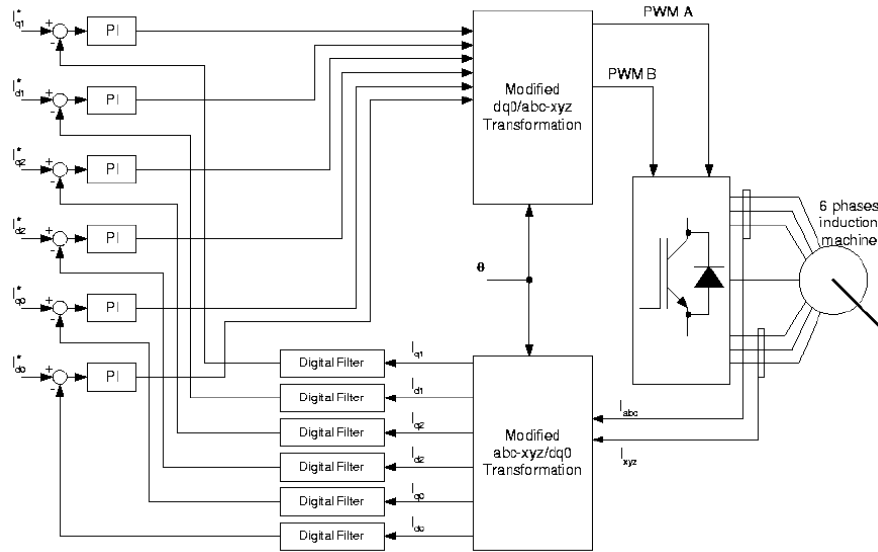 I*q1
PI
I*d1
PI
I*q2
PI
I*d2
PI
I*q0
PI
I*do
PI
+
-
+
-
+
-
+
-
+
-
+
-
Modified
dq0/abc-xyz
Transformation
PWM A
PWM B
6 phases
induction
machine
θ
Digital Filter
Iq1
Digital Filter
Id1
Digital Filter
Iq2
Digital Filter
Id2
Digital Filter
Iq0
Digital Filter
Ido
Modified
abc-xyz/dq0
Transformation
Iabc
Ixyz